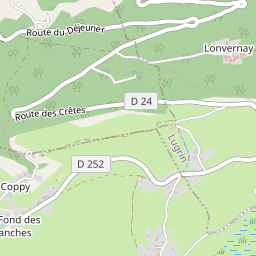 Route du Déjeuner
Lonvernay
D 24
Route des Crêtes
Lugrin
D 252
Coppy
Fond des
anches